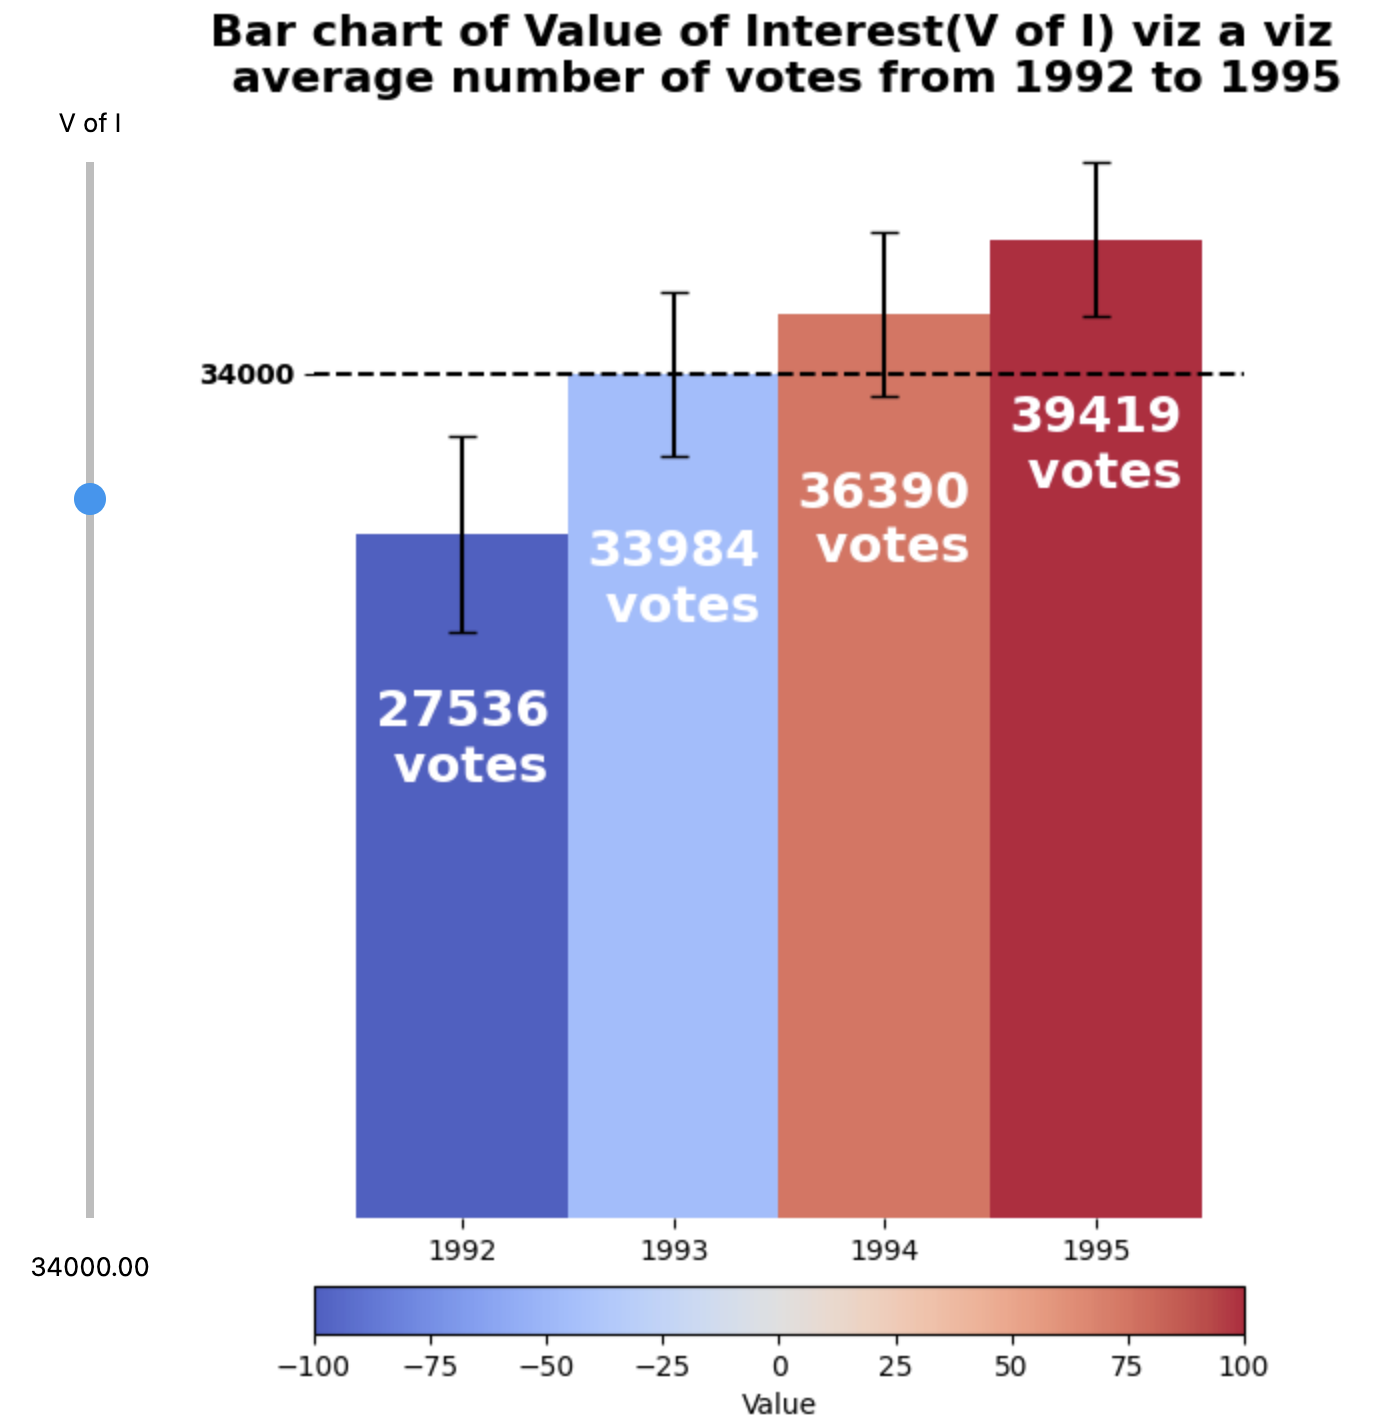 Bar chart of Value of Interest(V of I) viz a viz
average number of votes from 1992 to 1995
V of I
34000
39419
votes
36390
votes
33984
votes
27536
votes
1992 1993 1994 1995
34000.00
−100 −75 −50 −25 0 25 50 75 100
Value